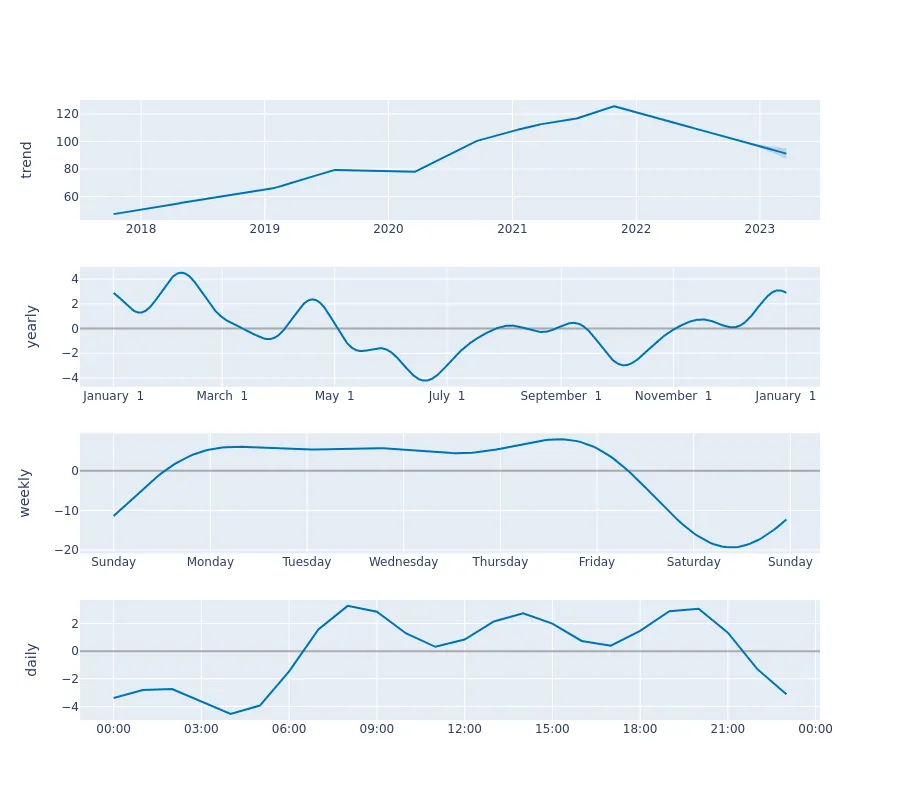 trend
120
100
80
60
2018 2019 2020 2021 2022 2023
yearly
4
2
0
−2
−4
January 1 March 1 May 1 July 1 September 1 November 1 January 1
weekly
0
−10
−20
Sunday Monday Tuesday Wednesday Thursday Friday Saturday Sunday
daily
2
0
−2
−4
00:00 03:00 06:00 09:00 12:00 15:00 18:00 21:00 00:00